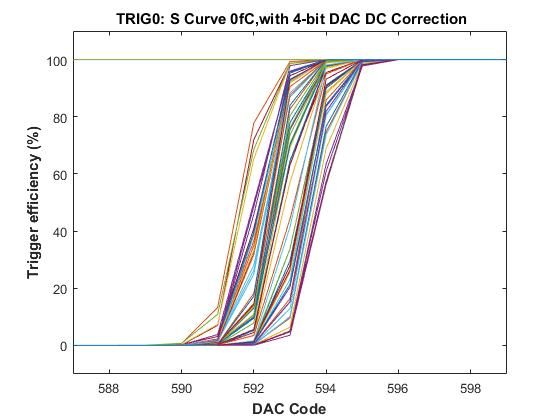 TRIG0: S Curve 0fC,with 4-bit DAC DC Correction
100
80
60
40
20
0
Trigger efficiency (%)
588 590 592 594 596 598
DAC Code